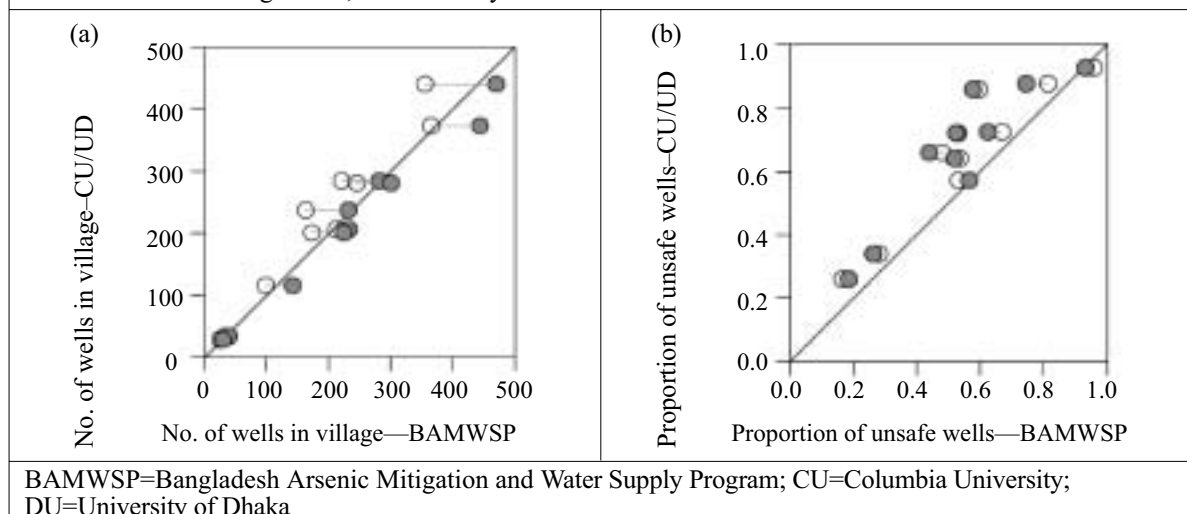 (a)
500
400
300
200
100
0
0 100 200 300 400 500
No. of wells in village–CU/UD
No. of wells in village—BAMWSP
(b)
1.0
0.8
0.6
0.4
0.2
0.0
0.0 0.2 0.4 0.6 0.8 1.0
Proportion of unsafe wells–CU/UD
Proportion of unsafe wells—BAMWSP
BAMWSP=Bangladesh Arsenic Mitigation and Water Supply Program; CU=Columbia University;
DU=University of Dhaka